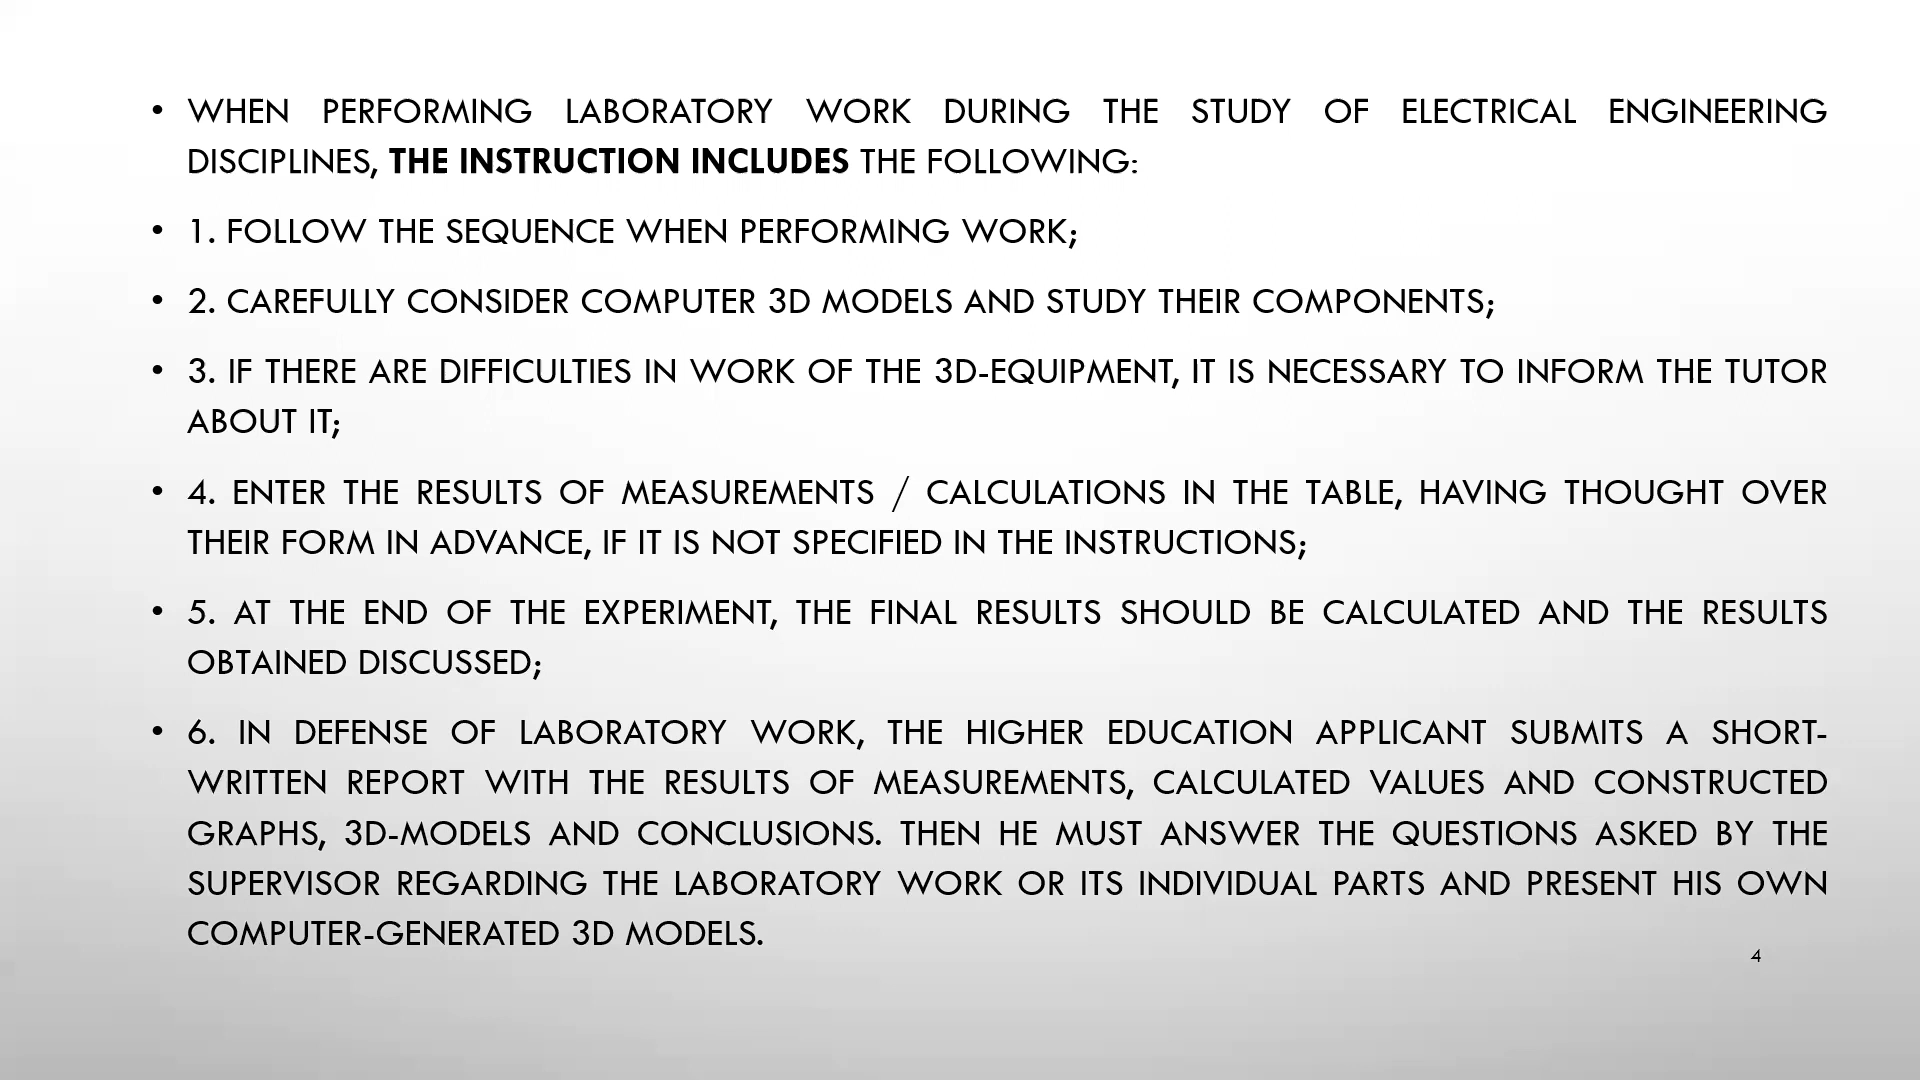 • WHEN PERFORMING LABORATORY WORK DURING THE STUDY OF ELECTRICAL ENGINEERING
DISCIPLINES, THE INSTRUCTION INCLUDES THE FOLLOWING:
• 1. FOLLOW THE SEQUENCE WHEN PERFORMING WORK;
• 2. CAREFULLY CONSIDER COMPUTER 3D MODELS AND STUDY THEIR COMPONENTS;
• 3. IF THERE ARE DIFFICULTIES IN WORK OF THE 3D-EQUIPMENT, IT IS NECESSARY TO INFORM THE TUTOR
ABOUT IT;
• 4. ENTER THE RESULTS OF MEASUREMENTS / CALCULATIONS IN THE TABLE, HAVING THOUGHT OVER
THEIR FORM IN ADVANCE, IF IT IS NOT SPECIFIED IN THE INSTRUCTIONS;
• 5. AT THE END OF THE EXPERIMENT, THE FINAL RESULTS SHOULD BE CALCULATED AND THE RESULTS
OBTAINED DISCUSSED;
• 6. IN DEFENSE OF LABORATORY WORK, THE HIGHER EDUCATION APPLICANT SUBMITS A SHORT-
WRITTEN REPORT WITH THE RESULTS OF MEASUREMENTS, CALCULATED VALUES AND CONSTRUCTED
GRAPHS, 3D-MODELS AND CONCLUSIONS. THEN HE MUST ANSWER THE QUESTIONS ASKED BY THE
SUPERVISOR REGARDING THE LABORATORY WORK OR ITS INDIVIDUAL PARTS AND PRESENT HIS OWN
COMPUTER-GENERATED 3D MODELS.
4